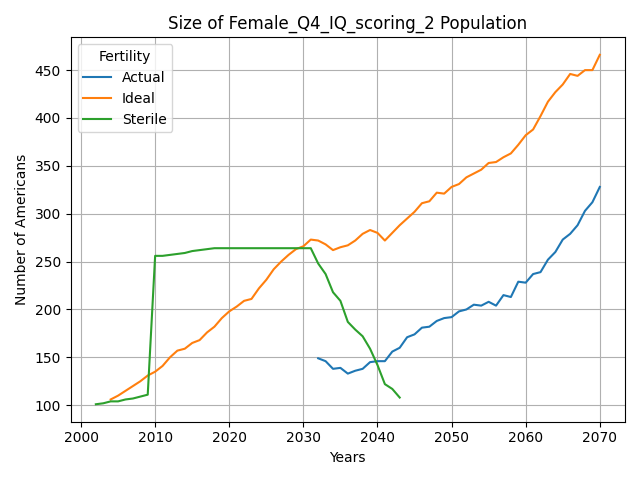 Size of Female_Q4_IQ_scoring_2 Population
Fertility
Actual
Ideal
Sterile
Number of Americans
450
400
350
300
250
200
150
100
2000 2010 2020 2030 2040 2050 2060 2070
Years